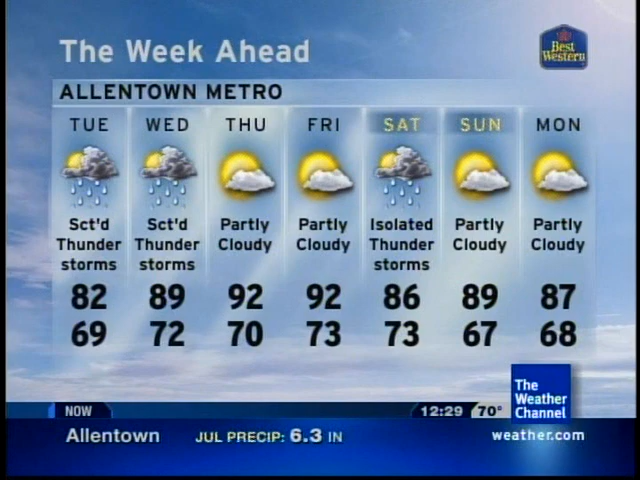 The Week Ahead
Best
Western
ALLENTOWN METRO
TUE WED THU FRI SAT SUN MON
Sct'd Sct'd Partly Partly Isolated Partly Partly
Thunder Thunder Cloudy Cloudy Thunder Cloudy Cloudy
storms storms storms
82 89 92 92 86 89 87
69 72 70 73 73 67 68
The
Weather
Channel
NOW 12:29 70°
Allentown JUL PRECIP: 6.3 IN weather.com